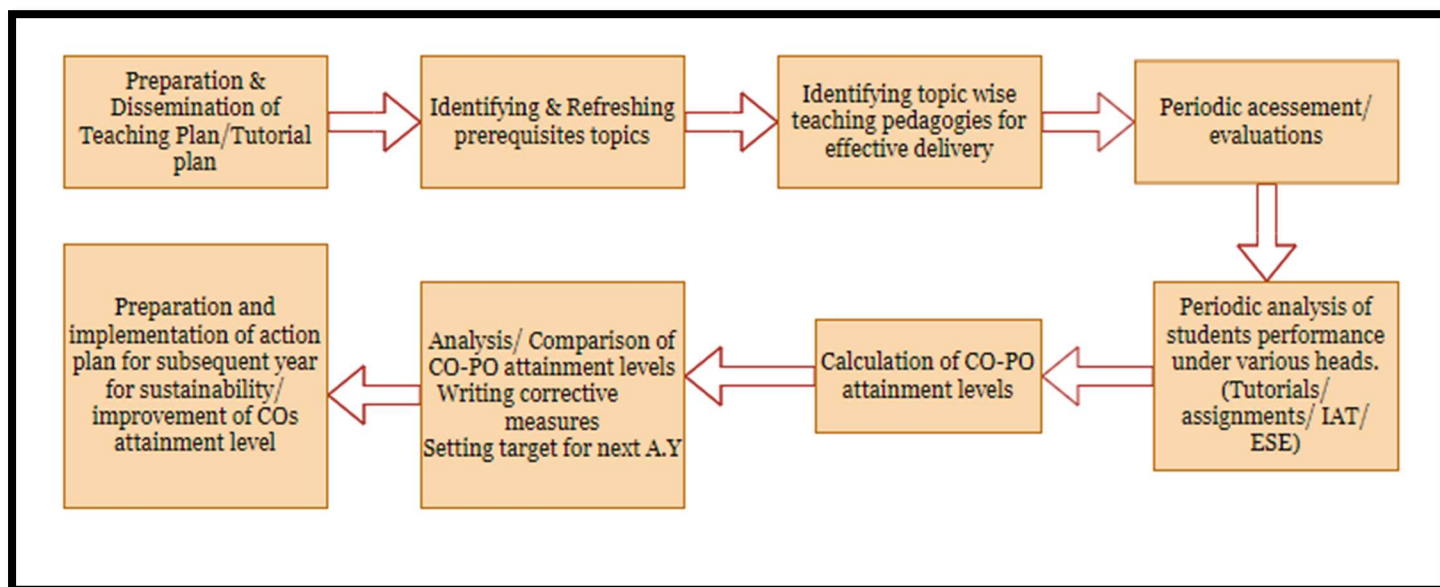 Preparation &
Dissemination of
Teaching Plan/Tutorial
plan
Identifying & Refreshing
prerequisites topics
Identifying topic wise
teaching pedagogies for
effective delivery
Periodic acessement/
evaluations
Periodic analysis of
students performance
under various heads.
(Tutorials/
assignments/ IAT/
ESE)
Calculation of CO-PO
attainment levels
Analysis/ Comparison of
CO-PO attainment levels
Writing corrective
measures
Setting target for next A.Y
Preparation and
implementation of action
plan for subsequent year
for sustainability/
improvement of COs
attainment level